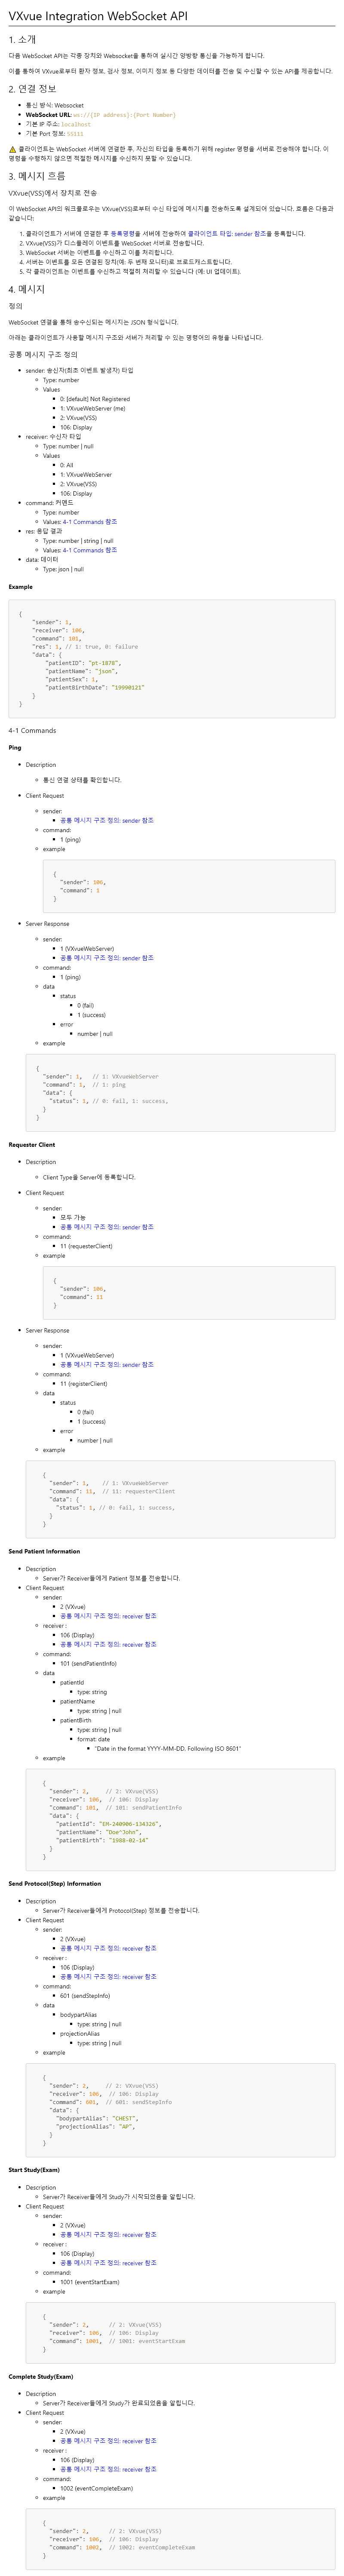 VXvue Integration WebSocket API
1. 소개
다음 WebSocket API는 각종 장치와 Websocket을 통하여 실시간 양방향 통신을 가능하게 합니다.
이를 통하여 VXvue로부터 환자 정보, 검사 정보, 이미지 정보 등 다양한 데이터를 전송 및 수신할 수 있는 API를 제공합니다.
2. 연결 정보
통신 방식: Websocket
WebSocket URL: ws://{IP address}:{Port Number}
기본 IP 주소: localhost
기본 Port 정보: 55111
⚠ 클라이언트는 WebSocket 서버에 연결한 후, 자신의 타입을 등록하기 위해 register 명령을 서버로 전송해야 합니다. 이
명령을 수행하지 않으면 적절한 메시지를 수신하지 못할 수 있습니다.
3. 메시지 흐름
VXvue(VSS)에서 장치로 전송
이 WebSocket API의 워크플로우는 VXvue(VSS)로부터 수신 타입에 메시지를 전송하도록 설계되어 있습니다. 흐름은 다음과
같습니다:
1. 클라이언트가 서버에 연결한 후 등록명령을 서버에 전송하여 클라이언트 타입; sender 참조을 등록합니다.
2. VXvue(VSS)가 디스플레이 이벤트를 WebSocket 서버로 전송합니다.
3. WebSocket 서버는 이벤트를 수신하고 이를 처리합니다.
4. 서버는 이벤트를 모든 연결된 장치(예: 두 번째 모니터)로 브로드캐스트합니다.
5. 각 클라이언트는 이벤트를 수신하고 적절히 처리할 수 있습니다 (예: UI 업데이트).
4. 메시지
정의
WebSocket 연결을 통해 송수신되는 메시지는 JSON 형식입니다.
아래는 클라이언트가 사용할 메시지 구조와 서버가 처리할 수 있는 명령어의 유형을 나타냅니다.
공통 메시지 구조 정의
sender: 송신자(최초 이벤트 발생자) 타입
Type: number
Values
0: [default] Not Registered
1: VXvueWebServer (me)
2: VXvue(VSS)
106: Display
receiver: 수신자 타입
Type: number | null
Values
0: All
1: VXvueWebServer
2: VXvue(VSS)
106: Display
command: 커맨드
Type: number
Values: 4-1 Commands 참조
res: 응답 결과
Type: number | string | null
Values: 4-1 Commands 참조
data: 데이터
Type: json | null
Example
{
"sender": 1,
"receiver": 106,
"command": 101,
"res": 1, // 1: true, 0: failure
"data": {
"patientID": "pt-1878",
"patientName": "json",
"patientSex": 1,
"patientBirthDate": "19990121"
}
}
4-1 Commands
Ping
Description
통신 연결 상태를 확인합니다.
Client Request
sender:
공통 메시지 구조 정의; sender 참조
command:
1 (ping)
example
{
"sender": 106,
"command": 1
}
Server Response
sender:
1 (VXvueWebServer)
공통 메시지 구조 정의; sender 참조
command:
1 (ping)
data
status
0 (fail)
1 (success)
error
number | null
example
{
"sender": 1, // 1: VXvueWebServer
"command": 1, // 1: ping
"data": {
"status": 1, // 0: fail, 1: success,
}
}
Requester Client
Description
Client Type을 Server에 등록합니다.
Client Request
sender:
모두 가능
공통 메시지 구조 정의; sender 참조
command:
11 (requesterClient)
example
{
"sender": 106,
"command": 11
}
Server Response
sender:
1 (VXvueWebServer)
공통 메시지 구조 정의; sender 참조
command:
11 (registerClient)
data
status
0 (fail)
1 (success)
error
number | null
example
{
"sender": 1, // 1: VXvueWebServer
"command": 11, // 11: requesterClient
"data": {
"status": 1, // 0: fail, 1: success,
}
}
Send Patient Information
Description
Server가 Receiver들에게 Patient 정보를 전송합니다.
Client Request
sender:
2 (VXvue)
공통 메시지 구조 정의; receiver 참조
receiver :
106 (Display)
공통 메시지 구조 정의; receiver 참조
command:
101 (sendPatientInfo)
data
patientId
type: string
patientName
type: string | null
patientBirth
type: string | null
format: date
"Date in the format YYYY-MM-DD, Following ISO 8601"
example
{
"sender": 2, // 2: VXvue(VSS)
"receiver": 106, // 106: Display
"command": 101, // 101: sendPatientInfo
"data": {
"patientId": "EM-240906-134326",
"patientName": "Doe^John",
"patientBirth": "1988-02-14"
}
}
Send Protocol(Step) Information
Description
Server가 Receiver들에게 Protocol(Step) 정보를 전송합니다.
Client Request
sender:
2 (VXvue)
공통 메시지 구조 정의; receiver 참조
receiver :
106 (Display)
공통 메시지 구조 정의; receiver 참조
command:
601 (sendStepInfo)
data
bodypartAlias
type: string | null
projectionAlias
type: string | null
example
{
"sender": 2, // 2: VXvue(VSS)
"receiver": 106, // 106: Display
"command": 601, // 601: sendStepInfo
"data": {
"bodypartAlias": "CHEST",
"projectionAlias": "AP",
}
}
Start Study(Exam)
Description
Server가 Receiver들에게 Study가 시작되었음을 알립니다.
Client Request
sender:
2 (VXvue)
공통 메시지 구조 정의; receiver 참조
receiver :
106 (Display)
공통 메시지 구조 정의; receiver 참조
command:
1001 (eventStartExam)
example
{
"sender": 2, // 2: VXvue(VSS)
"receiver": 106, // 106: Display
"command": 1001, // 1001: eventStartExam
}
Complete Study(Exam)
Description
Server가 Receiver들에게 Study가 완료되었음을 알립니다.
Client Request
sender:
2 (VXvue)
공통 메시지 구조 정의; receiver 참조
receiver :
106 (Display)
공통 메시지 구조 정의; receiver 참조
command:
1002 (eventCompleteExam)
example
{
"sender": 2, // 2: VXvue(VSS)
"receiver": 106, // 106: Display
"command": 1002, // 1002: eventCompleteExam
}